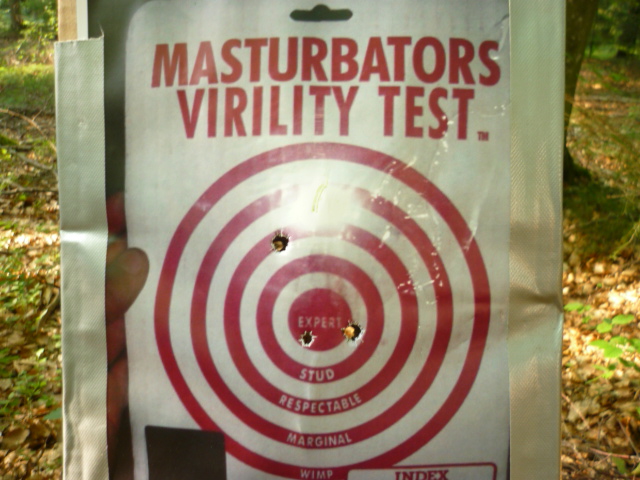 MASTURBATORS
VIRILITY TEST™
EXPERT
STUD
RESPECTABLE
MARGINAL
WIMP
INDEX